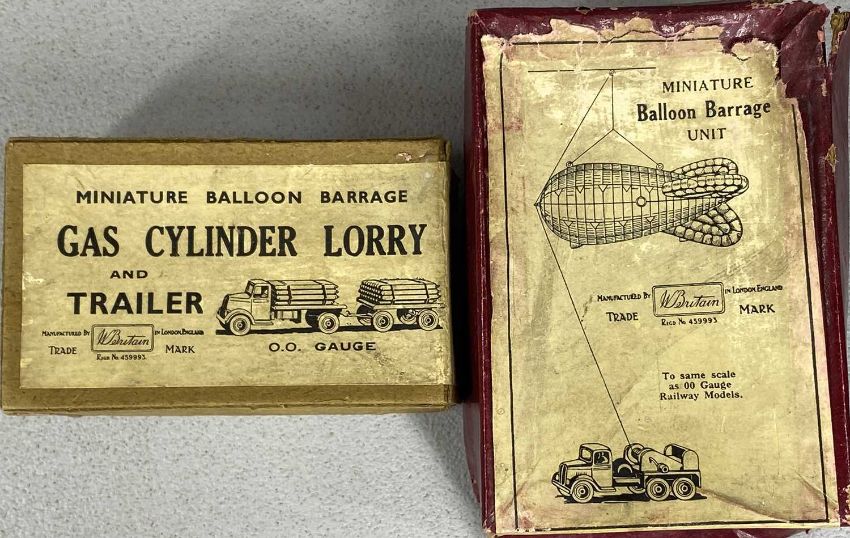 MINIATURE BALLOON BARRAGE
GAS CYLINDER LORRY
AND
TRAILER
MANUFACTURED BY W Britain IN LONDON, ENGLAND
TRADE MARK
REGD No 459993.
O.O. GAUGE
MINIATURE
Balloon Barrage
UNIT
MANUFACTURED BY W Britain IN LONDON, ENGLAND
TRADE MARK
REGD No 459993
To same scale
as 00 Gauge
Railway Models.